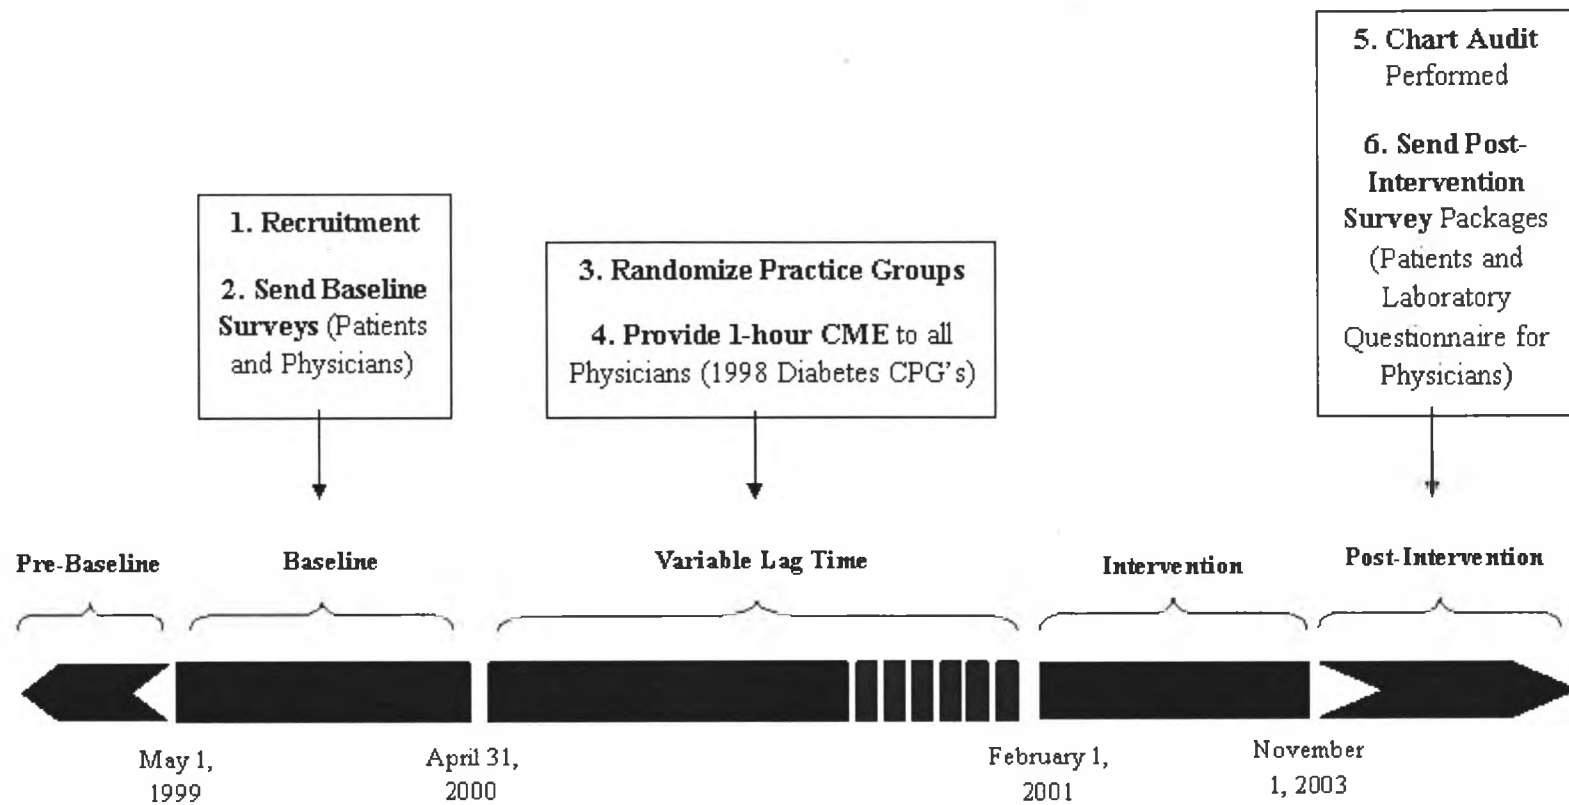 1. Recruitment
2. Send Baseline
Surveys (Patients
and Physicians)
3. Randomize Practice Groups
4. Provide 1-hour CME to all
Physicians (1998 Diabetes CPG's)
5. Chart Audit
Performed
6. Send Post-
Intervention
Survey Packages
(Patients and
Laboratory
Questionnaire for
Physicians)
Pre-Baseline
Baseline
Variable Lag Time
Intervention
Post-Intervention
May 1,
1999
April 31,
2000
February 1,
2001
November
1, 2003